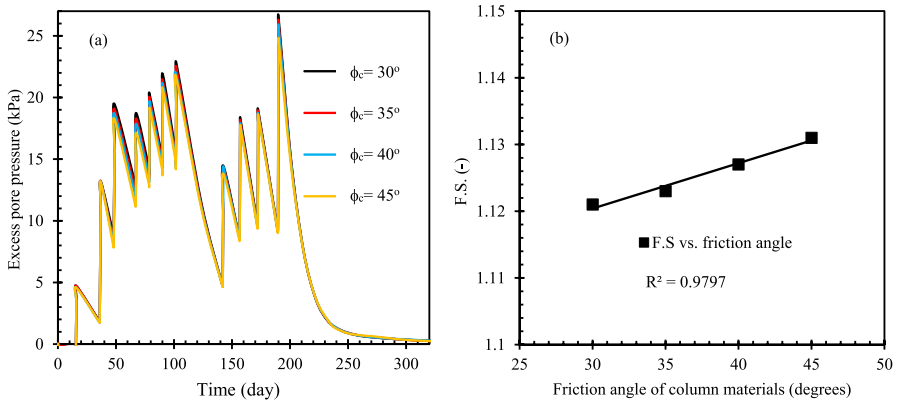 (a)
Excess pore pressure (kPa)
25
20
15
10
5
0
ϕc= 30º
ϕc= 35º
ϕc= 40º
ϕc= 45º
0 50 100 150 200 250 300
Time (day)
(b)
F.S. (-)
1.15
1.14
1.13
1.12
1.11
1.1
F.S vs. friction angle
R² = 0.9797
25 30 35 40 45 50
Friction angle of column materials (degrees)